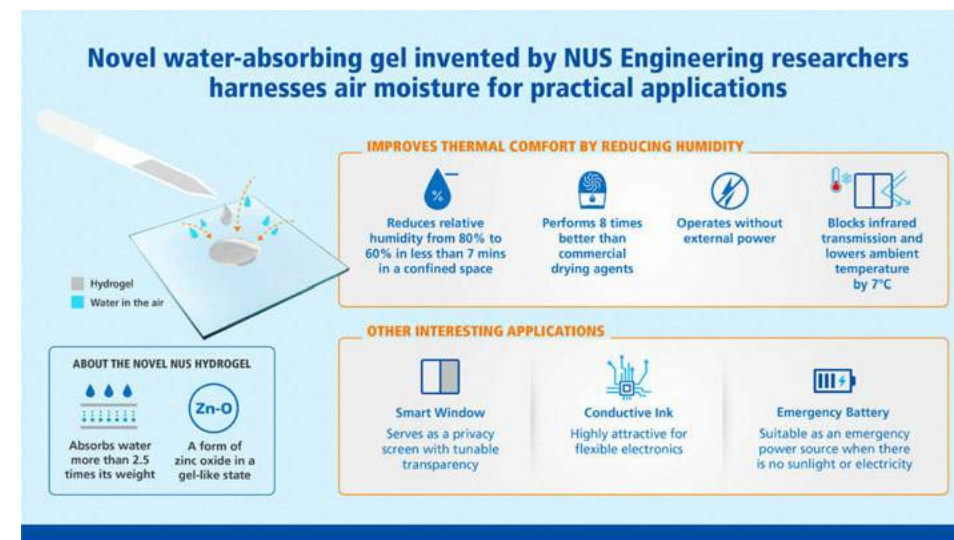 Novel water-absorbing gel invented by NUS Engineering researchers
harnesses air moisture for practical applications
Hydrogel
Water in the air
ABOUT THE NOVEL NUS HYDROGEL
Absorbs water
more than 2.5
times its weight
Zn-O
A form of
zinc oxide in a
gel-like state
IMPROVES THERMAL COMFORT BY REDUCING HUMIDITY
%
Reduces relative
humidity from 80% to
60% in less than 7 mins
in a confined space
Performs 8 times
better than
commercial
drying agents
Operates without
external power
Blocks infrared
transmission and
lowers ambient
temperature
by 7°C
OTHER INTERESTING APPLICATIONS
Smart Window
Serves as a privacy
screen with tunable
transparency
Conductive Ink
Highly attractive for
flexible electronics
Emergency Battery
Suitable as an emergency
power source when there
is no sunlight or electricity